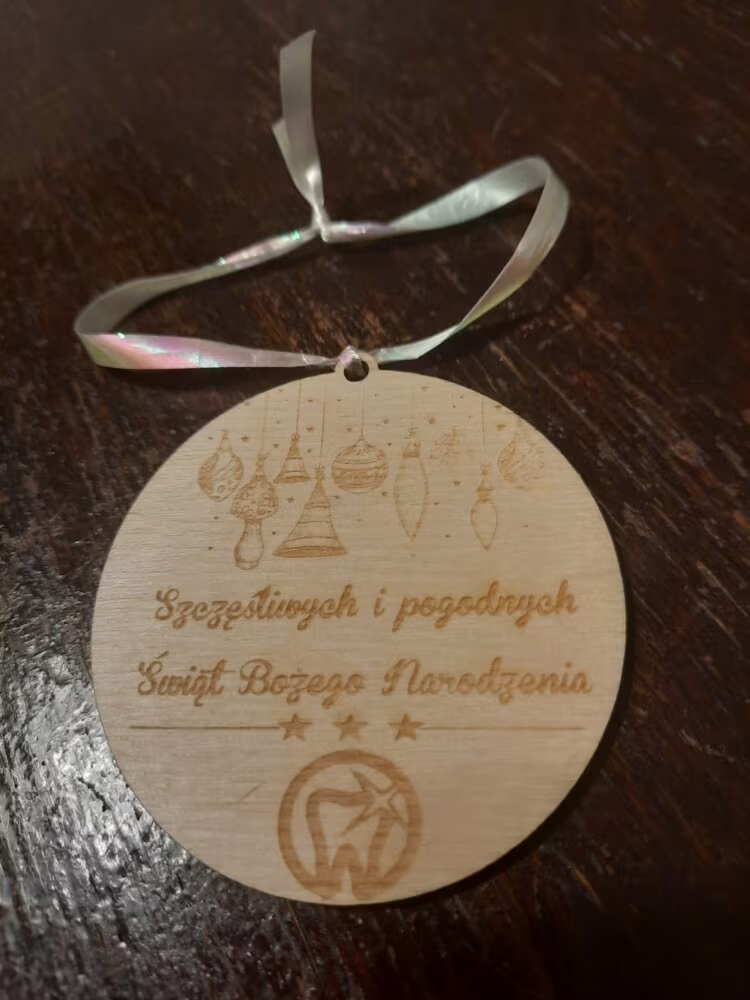 Szczęśliwych i pogodnych
Świąt Bożego Narodzenia